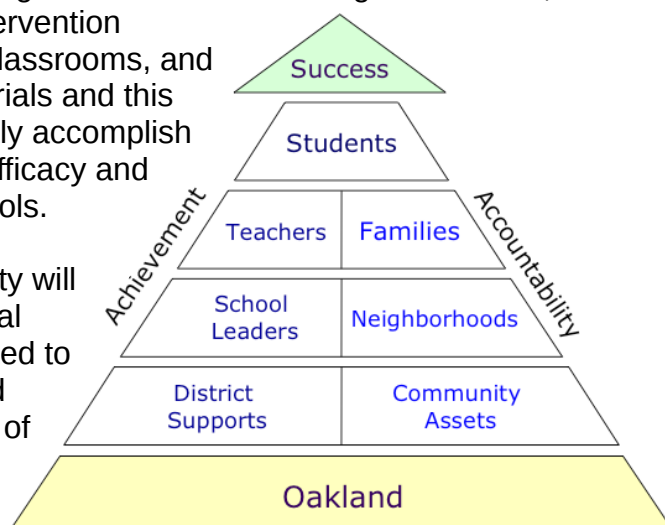 ervention
lassrooms, and
rials and this
ly accomplish
fficacy and
ols.
ty will
al
ed to
d
of
Success
Students
Teachers
Families
School
Leaders
Neighborhoods
District
Supports
Community
Assets
Oakland
Achievement
Accountability